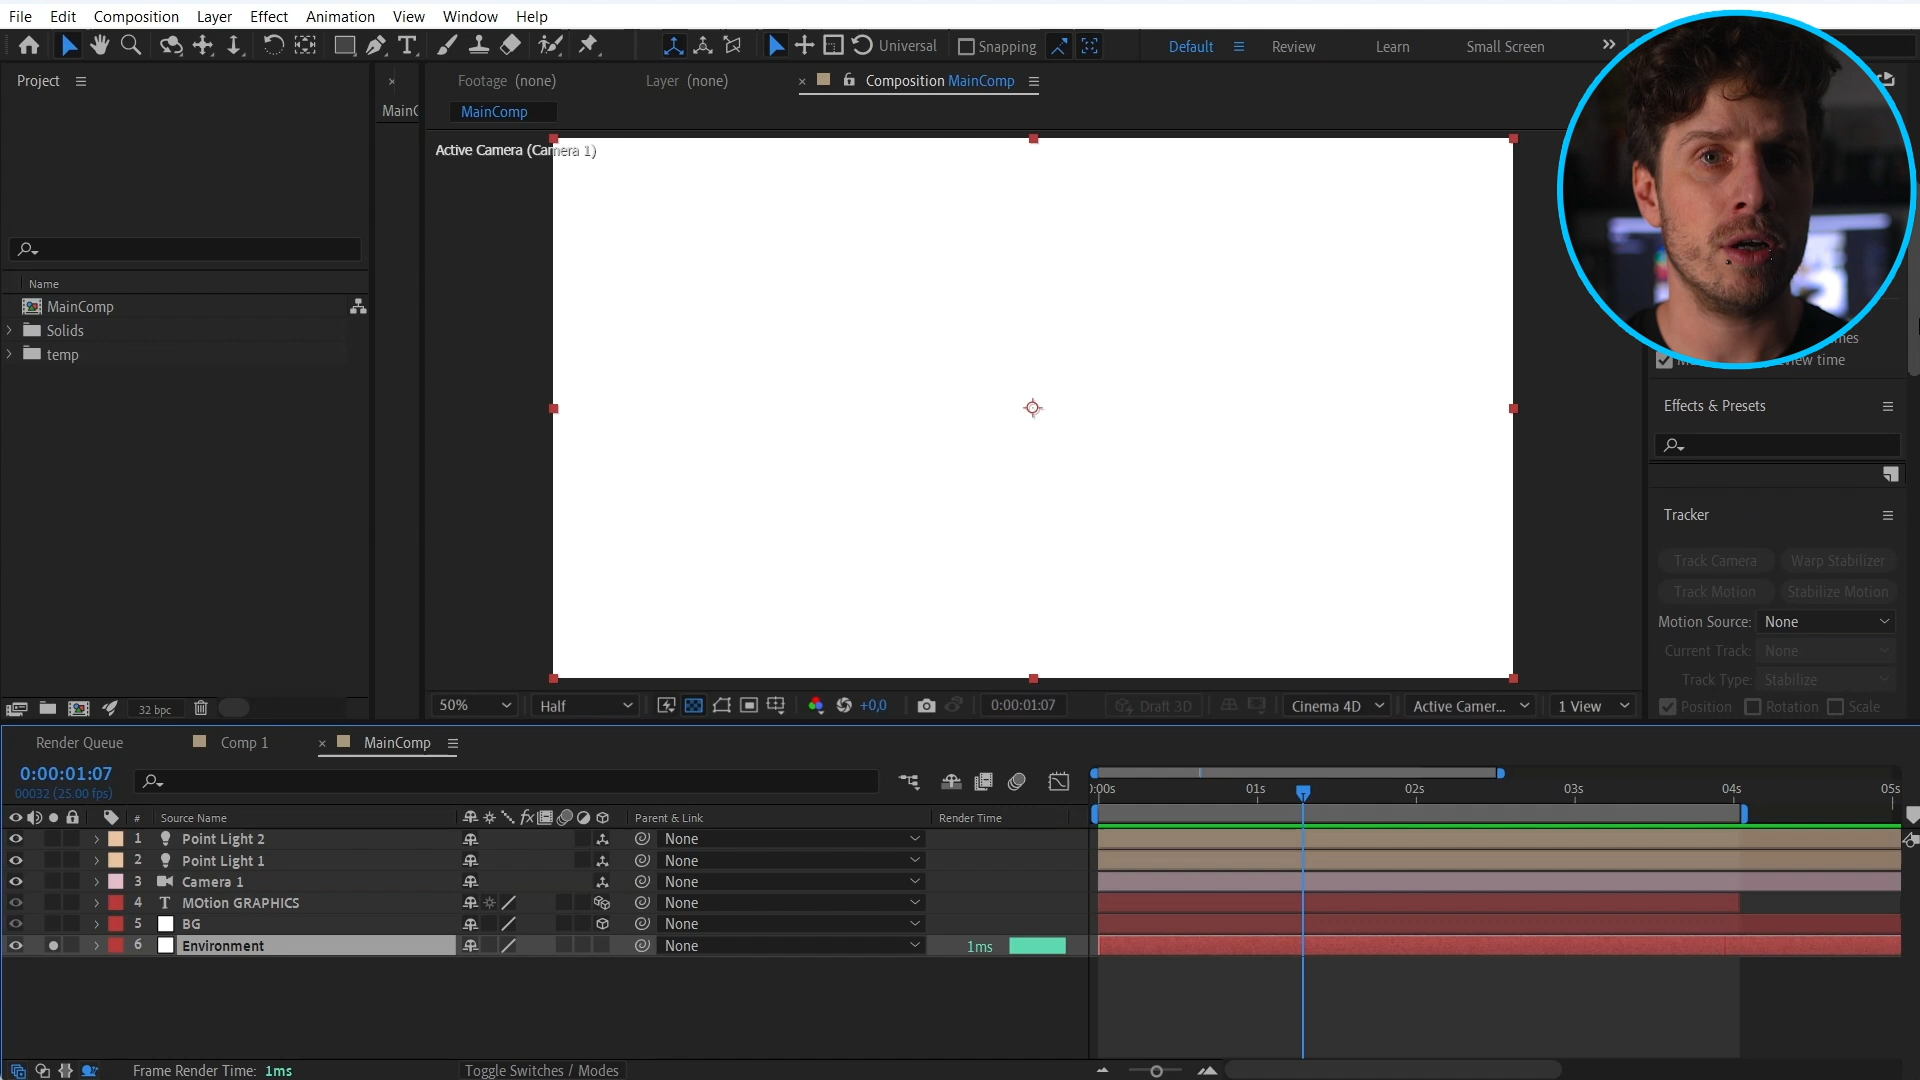 File Edit Composition Layer Effect Animation View Window Help
Universal Snapping Default Review Learn Small Screen
Project
Footage (none) Layer (none) Composition MainComp
MainComp
Active Camera (Camera 1)
Name
MainComp
Solids
temp
view time
Effects & Presets
Tracker
Track Camera Warp Stabilizer
Track Motion Stabilize Motion
Motion Source: None
Current Track: None
Track Type: Stabilize
Position Rotation Scale
32 bpc
50% Half +0,0 0:00:01:07 Draft 3D Cinema 4D Active Camer... 1 View
Render Queue Comp 1 MainComp
0:00:01:07
00032 (25.00 fps)
:00s 01s 02s 03s 04s 05s
# Source Name fx Parent & Link Render Time
1 Point Light 2 None
2 Point Light 1 None
3 Camera 1 None
4 T MOtion GRAPHICS None
5 BG None
6 Environment None 1ms
Frame Render Time: 1ms Toggle Switches / Modes